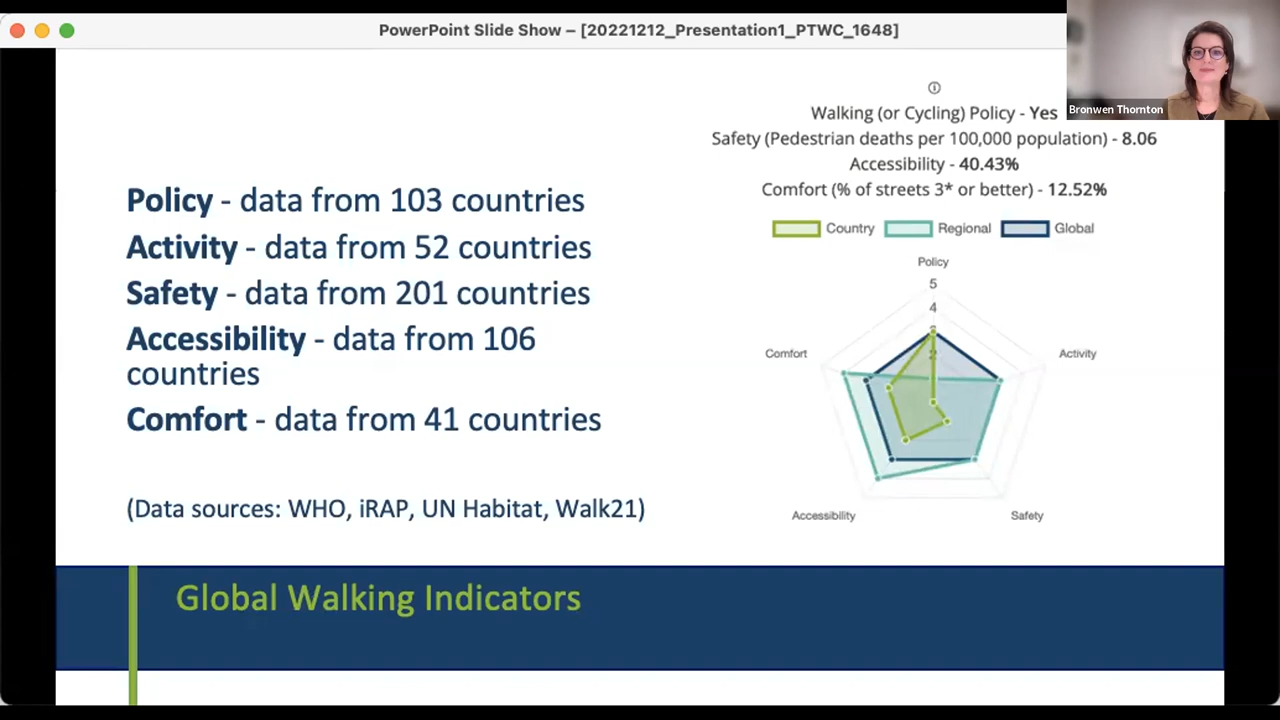 PowerPoint Slide Show – [20221212_Presentation1_PTWC_1648]
Bronwen Thornton
Policy - data from 103 countries
Activity - data from 52 countries
Safety - data from 201 countries
Accessibility - data from 106
countries
Comfort - data from 41 countries
(Data sources: WHO, iRAP, UN Habitat, Walk21)
Walking (or Cycling) Policy - Yes
Safety (Pedestrian deaths per 100,000 population) - 8.06
Accessibility - 40.43%
Comfort (% of streets 3* or better) - 12.52%
Country Regional Global
Policy
5
4
3
2
Comfort
Activity
Accessibility
Safety
Global Walking Indicators